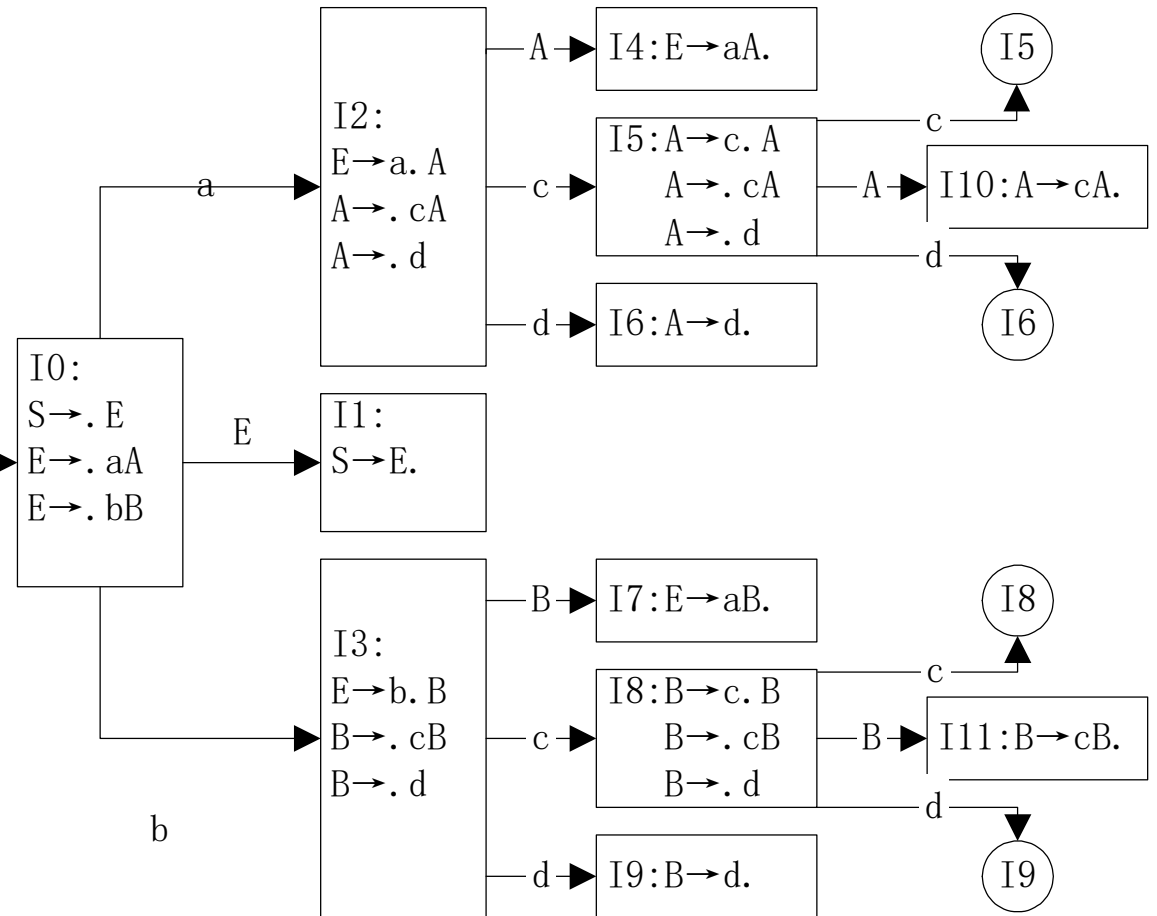 I0:
S→.E
E→.aA
E→.bB
a
E
b
I2:
E→a.A
A→.cA
A→.d
I1:
S→E.
I3:
E→b.B
B→.cB
B→.d
A
I4:E→aA.
c
I5:A→c.A
A→.cA
A→.d
d
I6:A→d.
c
I5
A
I10:A→cA.
d
I6
B
I7:E→aB.
c
I8:B→c.B
B→.cB
B→.d
d
I9:B→d.
c
I8
B
I11:B→cB.
d
I9